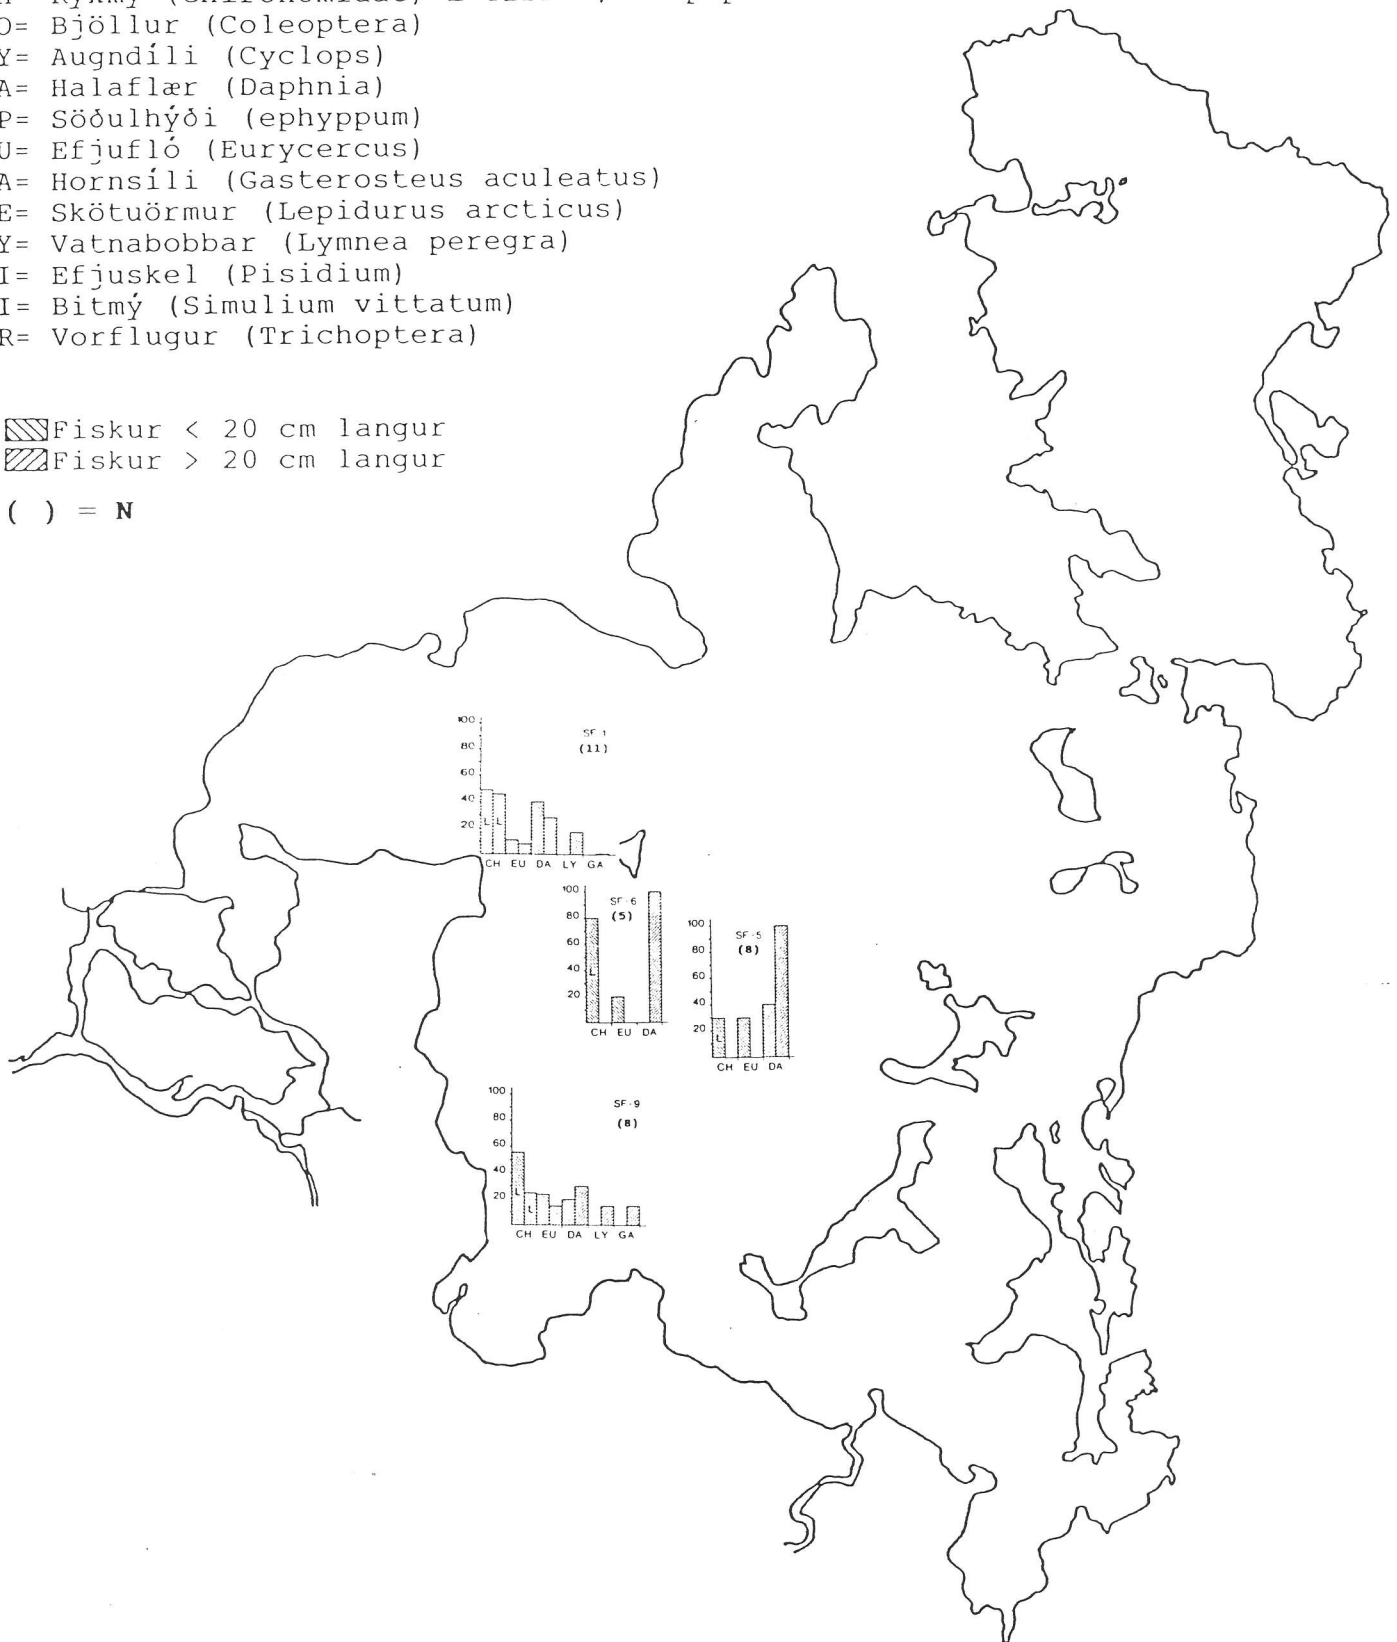 O= Bjöllur (Coleoptera)
Y= Augndíli (Cyclops)
A= Halaflær (Daphnia)
P= Söðulhýði (ephyppum)
U= Efjufló (Eurycercus)
A= Hornsíli (Gasterosteus aculeatus)
E= Skötuörmur (Lepidurus arcticus)
Y= Vatnabobbar (Lymnea peregra)
I= Efjuskel (Pisidium)
I= Bitmý (Simulium vittatum)
R= Vorflugur (Trichoptera)
Fiskur < 20 cm langur
Fiskur > 20 cm langur
( ) = N
SF-1
(11)
100
80
60
40
20
L L
CH EU DA LY GA
SF-6
(5)
100
80
60
40
20
L
CH EU DA
SF-5
(8)
100
80
60
40
20
L
CH EU DA
SF-9
(8)
100
80
60
40
20
L
L
CH EU DA LY GA